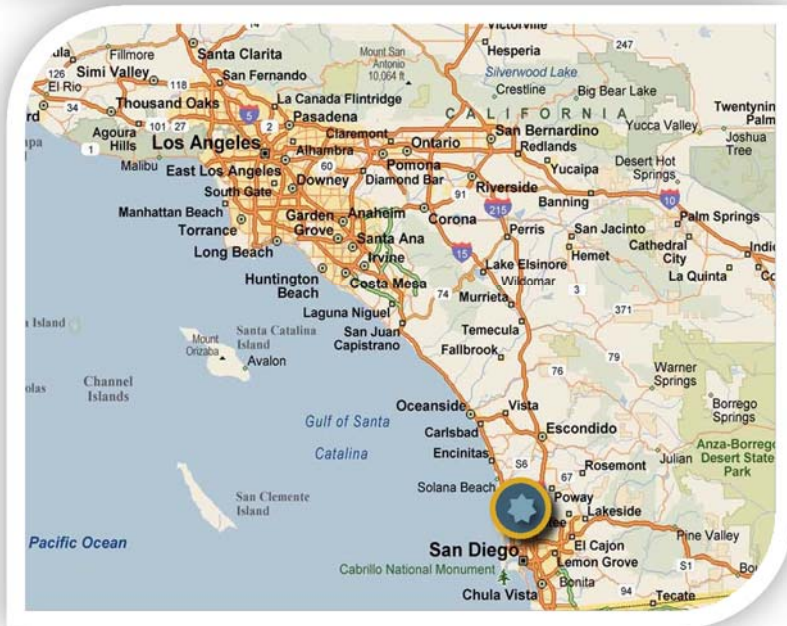 Victorville
Fillmore
Santa Clarita
Hesperia
247
Mount San
Antonio
10,064 ft
126
Simi Valley
118
San Fernando
Silverwood Lake
El Rio
Crestline
Big Bear Lake
34
Thousand Oaks
5
2
La Canada Flintridge
Pasadena
CALIFORNIA
Agoura
Hills
101
27
Los Angeles
Alhambra
Claremont
Ontario
San Bernardino
Redlands
Yucca Valley
Joshua
Tree
1
Malibu
East Los Angeles
60
Pomona
Yucaipa
Desert Hot
Springs
South Gate
Downey
Diamond Bar
91
Riverside
Banning
10
Manhattan Beach
Torrance
Garden
Grove
Anaheim
Corona
215
Perris
San Jacinto
Palm Springs
Long Beach
Santa Ana
Irvine
15
Hemet
Cathedral
City
Huntington
Beach
Costa Mesa
Lake Elsinore
Wildomar
La Quinta
74
3
Laguna Niguel
Murrieta
371
San Juan
Capistrano
Temecula
Island
Mount
Orizaba
Santa Catalina
Island
Avalon
Fallbrook
79
76
Warner
Springs
Channel
Islands
Oceanside
Vista
Borrego
Springs
Gulf of Santa
Catalina
Carlsbad
Escondido
Encinitas
S6
Julian
Anza-Borrego
Desert State
Park
67
Rosemont
Solana Beach
Poway
San Clemente
Island
Lakeside
Pacific Ocean
San Diego
El Cajon
Pine Valley
Cabrillo National Monument
Lemon Grove
S1
Bonita
Chula Vista
94
Tecate